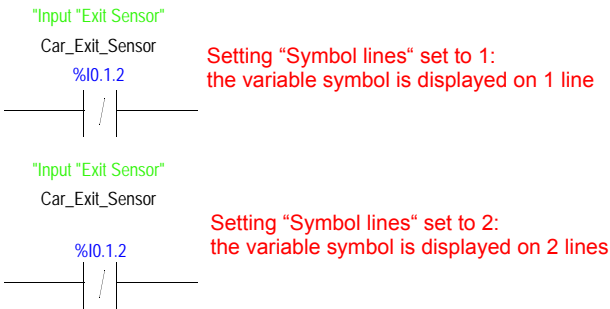 "Input "Exit Sensor"
Car_Exit_Sensor
%I0.1.2
Setting “Symbol lines“ set to 1:
the variable symbol is displayed on 1 line
"Input "Exit Sensor"
Car_Exit_Sensor
%I0.1.2
Setting “Symbol lines“ set to 2:
the variable symbol is displayed on 2 lines